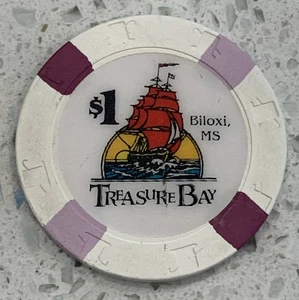 $1
Biloxi,
MS
TREASURE BAY